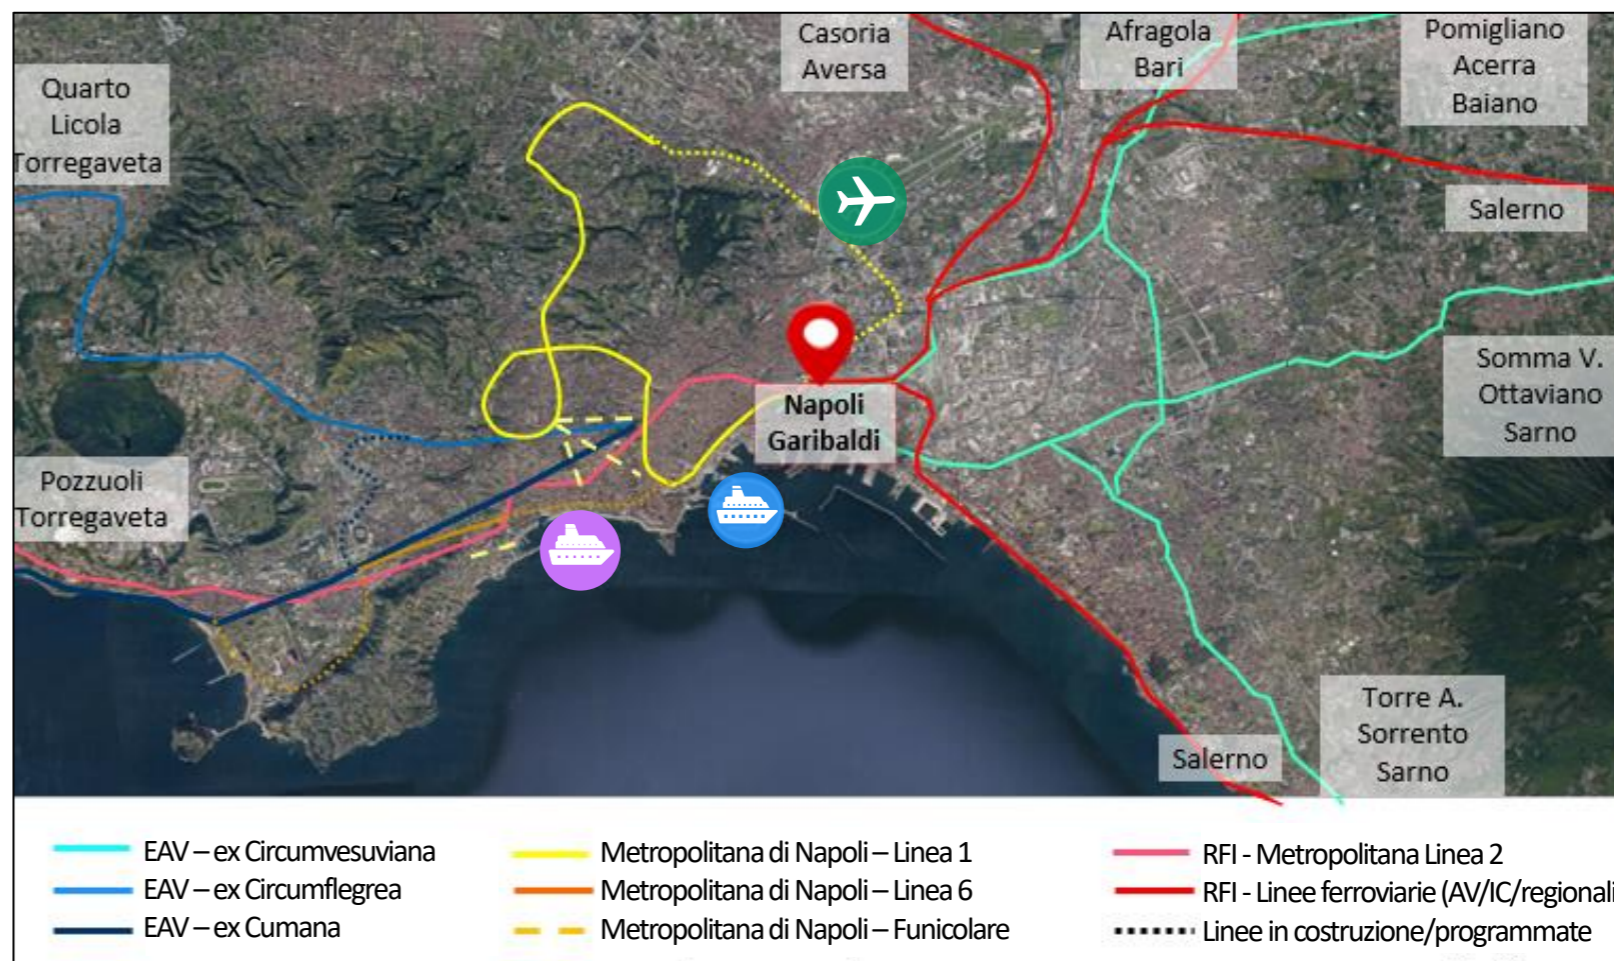 Casoria
Aversa
Afragola
Bari
Pomigliano
Acerra
Baiano
Quarto
Licola
Torregaveta
Salerno
Somma V.
Ottaviano
Sarno
Napoli
Garibaldi
Pozzuoli
Torregaveta
Torre A.
Sorrento
Sarno
Salerno
EAV – ex Circumvesuviana
EAV – ex Circumflegrea
EAV – ex Cumana
Metropolitana di Napoli – Linea 1
Metropolitana di Napoli – Linea 6
Metropolitana di Napoli – Funicolare
RFI - Metropolitana Linea 2
RFI - Linee ferroviarie (AV/IC/regionali
Linee in costruzione/programmate